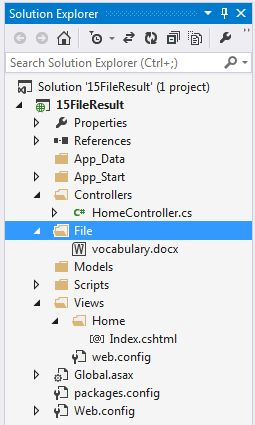 Solution Explorer
Search Solution Explorer (Ctrl+;)
Solution '15FileResult' (1 project)
15FileResult
Properties
References
App_Data
App_Start
Controllers
C# HomeController.cs
File
vocabulary.docx
Models
Scripts
Views
Home
Index.cshtml
web.config
Global.asax
packages.config
Web.config